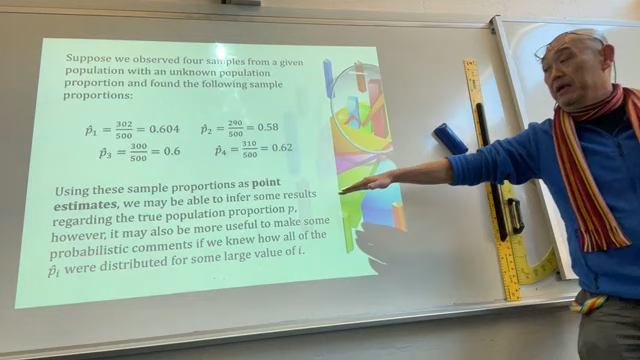 Suppose we observed four samples from a given
population with an unknown population
proportion and found the following sample
proportions:
p̂₁ = 302/500 = 0.604 p̂₂ = 290/500 = 0.58
p̂₃ = 300/500 = 0.6 p̂₄ = 310/500 = 0.62
Using these sample proportions as point
estimates, we may be able to infer some results
regarding the true population proportion p,
however, it may also be more useful to make some
probabilistic comments if we knew how all of the
p̂ᵢ were distributed for some large value of i.